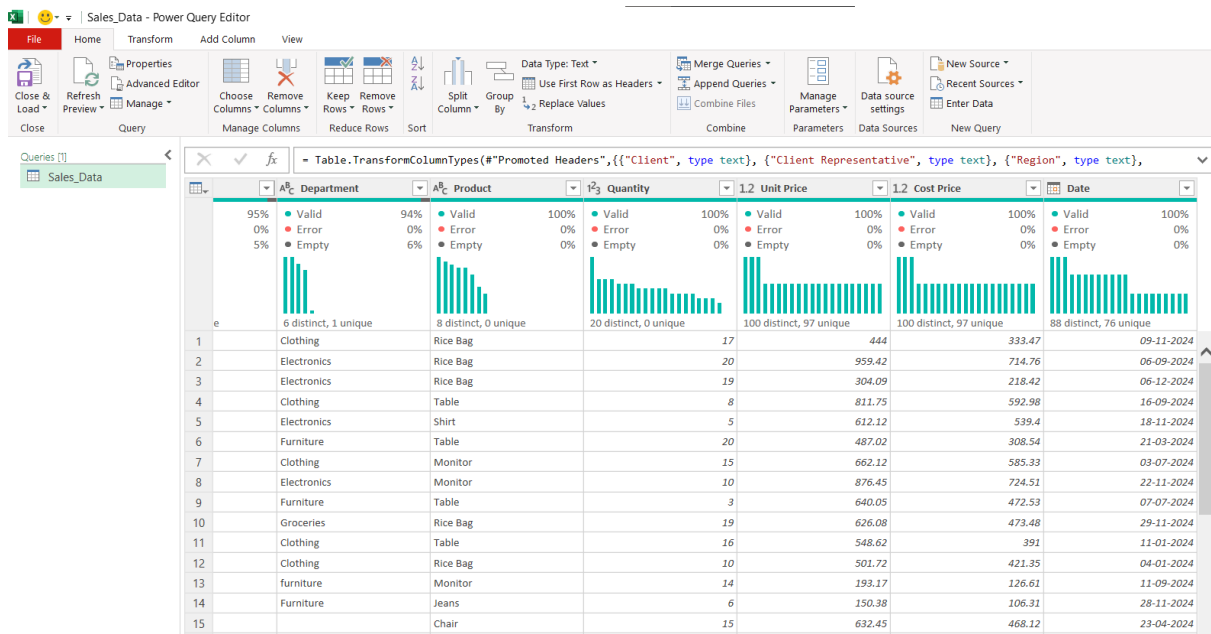 Sales_Data - Power Query Editor
File Home Transform Add Column View
Close & Load Refresh Preview Properties Advanced Editor Manage Choose Columns Remove Columns Keep Rows Remove Rows Split Column Group By Data Type: Text Use First Row as Headers Replace Values Merge Queries Append Queries Combine Files Manage Parameters Data source settings New Source Recent Sources Enter Data
Close Query Manage Columns Reduce Rows Sort Transform Combine Parameters Data Sources New Query
Queries [1]
Sales_Data
fx = Table.TransformColumnTypes(#"Promoted Headers",{{"Client", type text}, {"Client Representative", type text}, {"Region", type text},
ABC Department ABC Product 123 Quantity 1.2 Unit Price 1.2 Cost Price Date
95% Valid 94% Valid 100% Valid 100% Valid 100% Valid 100% Valid 100%
0% Error 0% Error 0% Error 0% Error 0% Error 0% Error 0%
5% Empty 6% Empty 0% Empty 0% Empty 0% Empty 0% Empty 0%
e 6 distinct, 1 unique 8 distinct, 0 unique 20 distinct, 0 unique 100 distinct, 97 unique 100 distinct, 97 unique 88 distinct, 76 unique
1 Clothing Rice Bag 17 444 333.47 09-11-2024
2 Electronics Rice Bag 20 959.42 714.76 06-09-2024
3 Electronics Rice Bag 19 304.09 218.42 06-12-2024
4 Clothing Table 8 811.75 592.98 16-09-2024
5 Electronics Shirt 5 612.12 539.4 18-11-2024
6 Furniture Table 20 487.02 308.54 21-03-2024
7 Clothing Monitor 15 662.12 585.33 03-07-2024
8 Electronics Monitor 10 876.45 724.51 22-11-2024
9 Furniture Table 3 640.05 472.53 07-07-2024
10 Groceries Rice Bag 19 626.08 473.48 29-11-2024
11 Clothing Table 16 548.62 391 11-01-2024
12 Clothing Rice Bag 10 501.72 421.35 04-01-2024
13 furniture Monitor 14 193.17 126.61 11-09-2024
14 Furniture Jeans 6 150.38 106.31 28-11-2024
15 Chair 15 632.45 468.12 23-04-2024